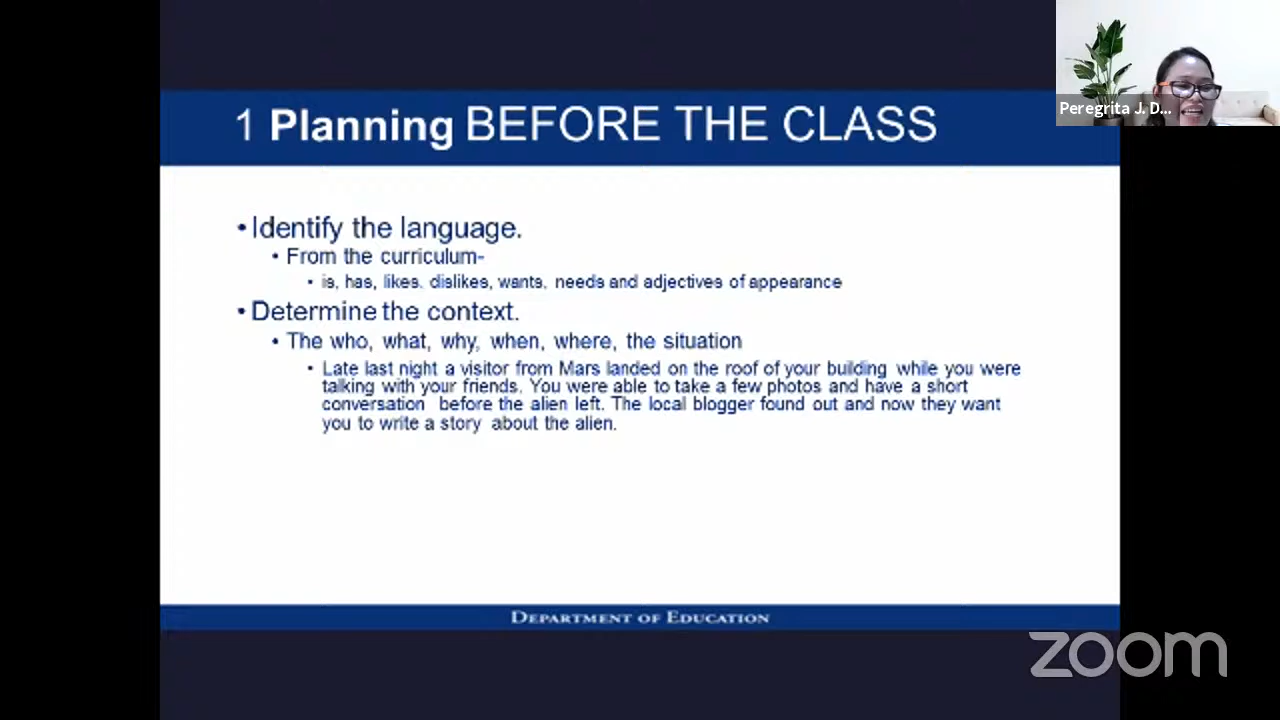 1 Planning BEFORE THE CLASS
Peregrita J. D...
•Identify the language.
• From the curriculum-
• is, has, likes, dislikes, wants, needs and adjectives of appearance
•Determine the context.
• The who, what, why, when, where, the situation
• Late last night a visitor from Mars landed on the roof of your building while you were
talking with your friends. You were able to take a few photos and have a short
conversation before the alien left. The local blogger found out and now they want
you to write a story about the alien.
DEPARTMENT OF EDUCATION
zoom